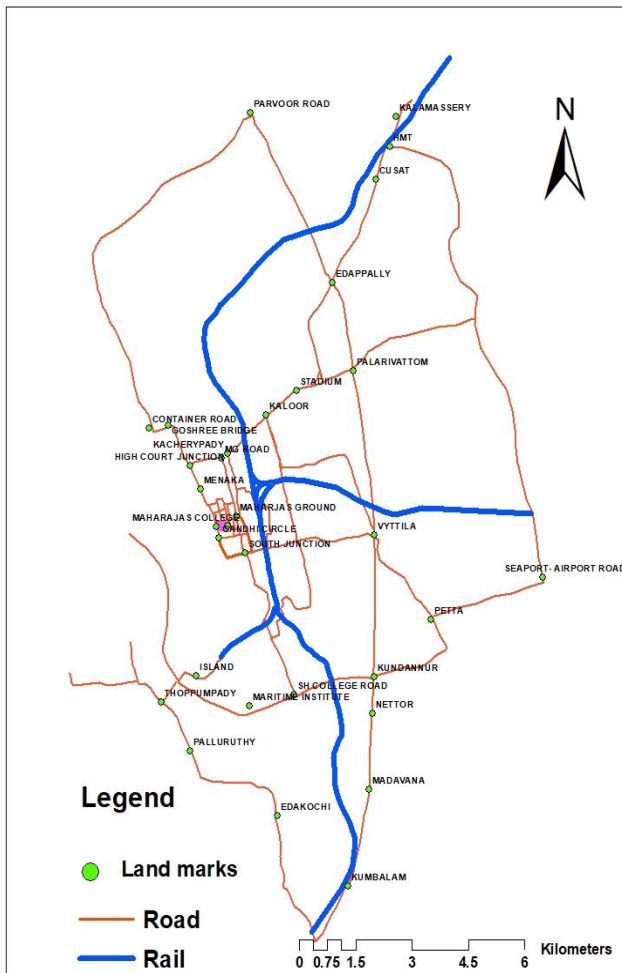 PARVOOR ROAD
KALAMASSERY
N
HMT
CUSAT
EDAPPALLY
PALARIVATTOM
STADIUM
KALOOR
CONTAINER ROAD
GOSHREE BRIDGE
KACHERYPADY
MG ROAD
HIGH COURT JUNCTION
MENAKA
MAHARJAS GROUND
MAHARAJAS COLLEGE
GANDHI CIRCLE
VYTTILA
SOUTH JUNCTION
SEAPORT- AIRPORT ROAD
PETTA
ISLAND
KUNDANNUR
SH COLLEGE ROAD
THOPPUMPADY
MARITIME INSTITUTE
NETTOR
PALLURUTHY
MADAVANA
Legend
EDAKOCHI
Land marks
KUMBALAM
Road
Rail
Kilometers
0 0.75 1.5 3 4.5 6